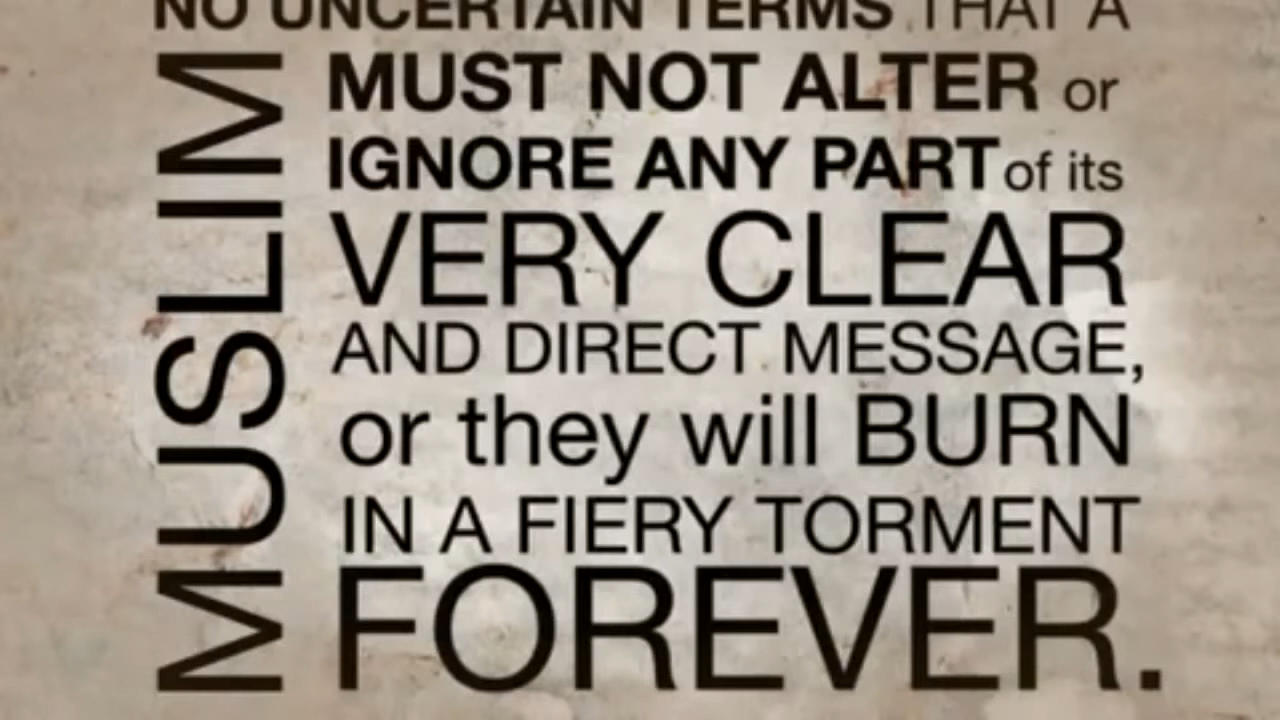 NO UNCERTAIN TERMS THAT A
MUSLIM
MUST NOT ALTER or
IGNORE ANY PART of its
VERY CLEAR
AND DIRECT MESSAGE,
or they will BURN
IN A FIERY TORMENT
FOREVER.